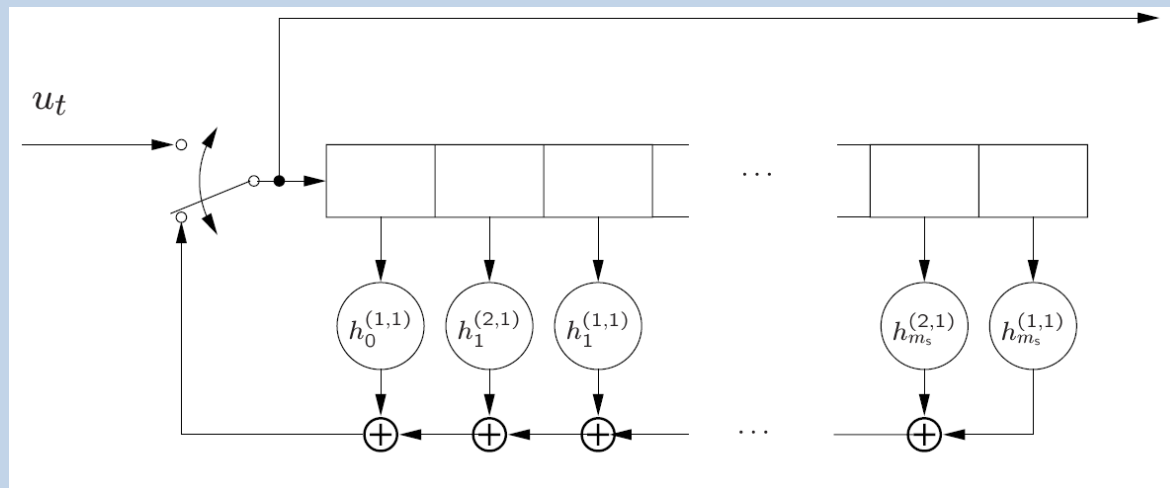 u_t
⋯
h_0^{(1,1)} h_1^{(2,1)} h_1^{(1,1)} h_{m_s}^{(2,1)} h_{m_s}^{(1,1)}
⋯